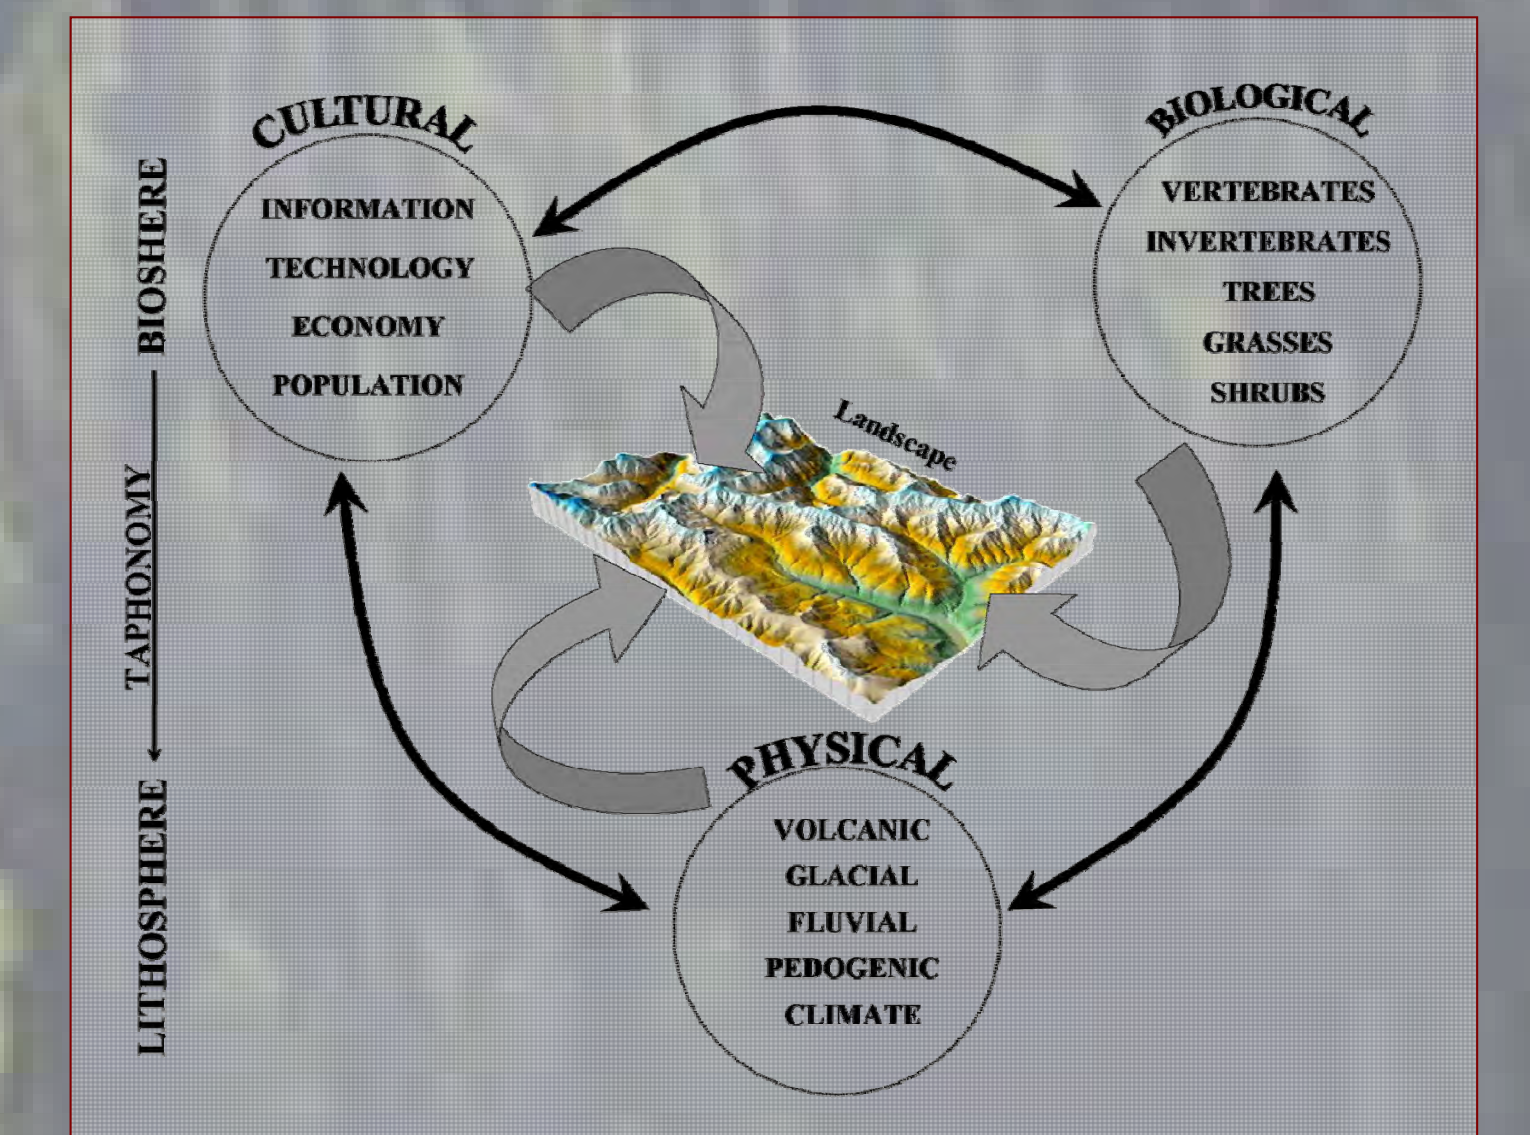 CULTURAL
INFORMATION
TECHNOLOGY
ECONOMY
POPULATION
BIOLOGICAL
VERTEBRATES
INVERTEBRATES
TREES
GRASSES
SHRUBS
Landscape
PHYSICAL
VOLCANIC
GLACIAL
FLUVIAL
PEDOGENIC
CLIMATE
BIOSHERE
TAPHONOMY
LITHOSPHERE